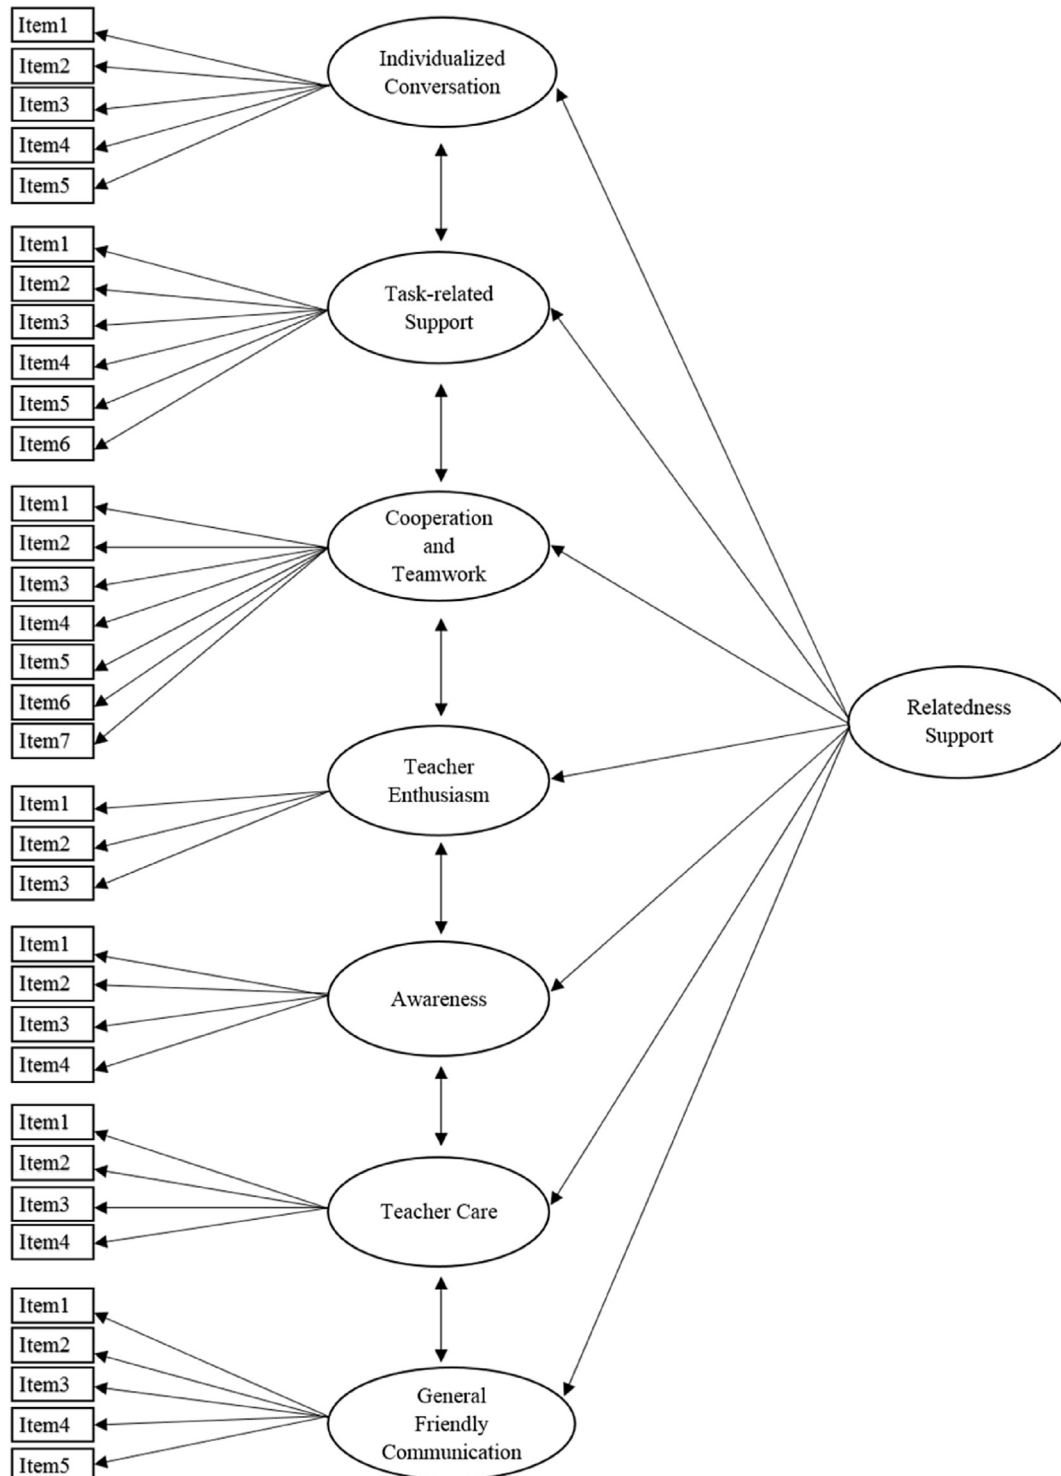 Item1
Item2
Item3
Item4
Item5
Individualized
Conversation
Item1
Item2
Item3
Item4
Item5
Item6
Task-related
Support
Item1
Item2
Item3
Item4
Item5
Item6
Item7
Cooperation
and
Teamwork
Relatedness
Support
Item1
Item2
Item3
Teacher
Enthusiasm
Item1
Item2
Item3
Item4
Awareness
Item1
Item2
Item3
Item4
Teacher Care
Item1
Item2
Item3
Item4
Item5
General
Friendly
Communication